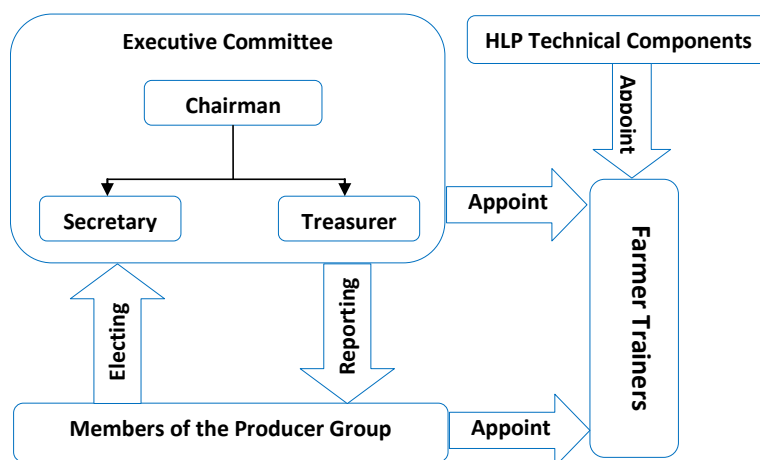 Executive Committee
HLP Technical Components
Chairman
Appoint
Secretary
Treasurer
Appoint
Farmer Trainers
Electing
Reporting
Members of the Producer Group
Appoint